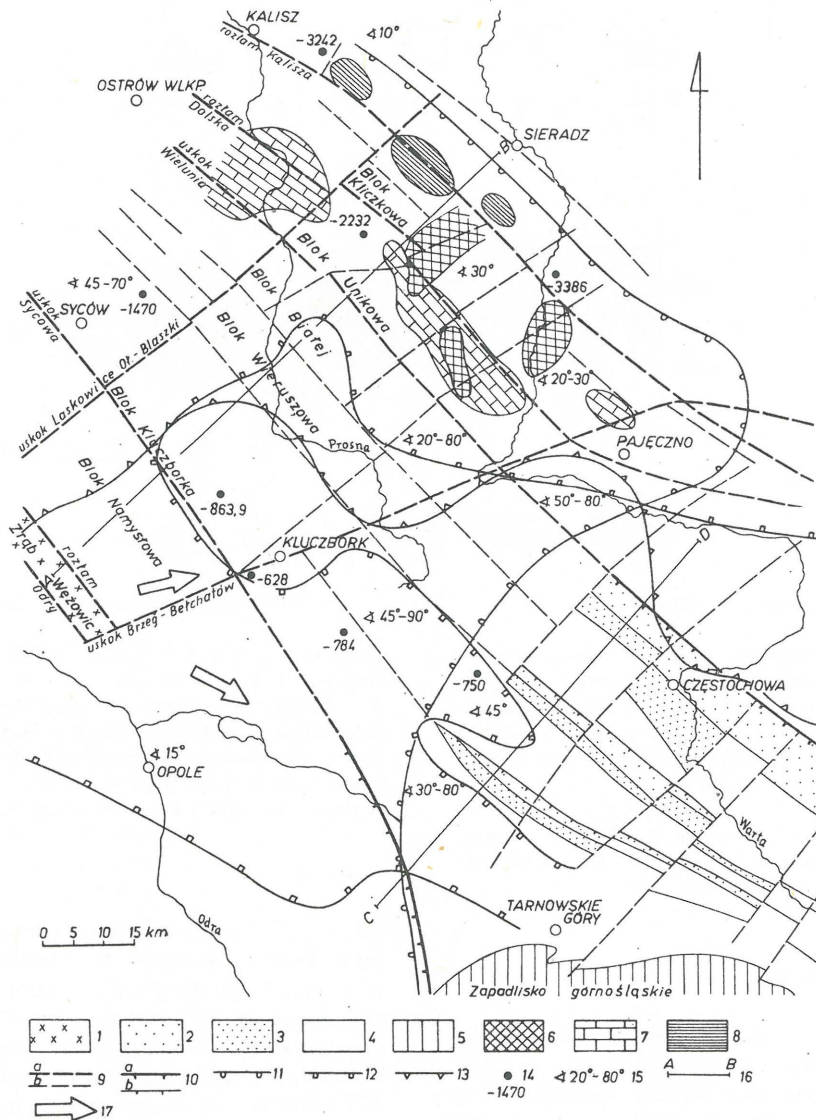 KALISZ
rozłam Kalisza
-3242
∢10°
OSTRÓW WLKP.
rozłam
Dolska
uskok
Wielunia
SIERADZ
B
Blok
Kliczkowa
-2232
Blok
Unikowa
∢30°
-3386
∢ 45-70°
-1470
uskok
Sycowa
SYCÓW
Blok
Białej
Blok
Wieruszowa
uskok Laskowice Oł.-Błaszki
Blok Kluczborka
∢20°-30°
Prosna
∢20°-80°
PAJĘCZNO
Blok
Namysłowa
-863,9
∢50°-80°
D
KLUCZBORK
Zrąb
Wężowic
rozłam
Odry
-628
uskok Brzeg-Bełchatów
∢45°-90°
-784
-750
∢ 45°
CZĘSTOCHOWA
∢ 15°
OPOLE
∢30°-80°
Warta
C
Odra
TARNOWSKIE
GÓRY
0 5 10 15 km
Zapadlisko górnośląskie
1 2 3 4 5 6 7 8
a b 9 a b 10 11 12 13 14 -1470 ∢20°-80° 15 A B 16
17